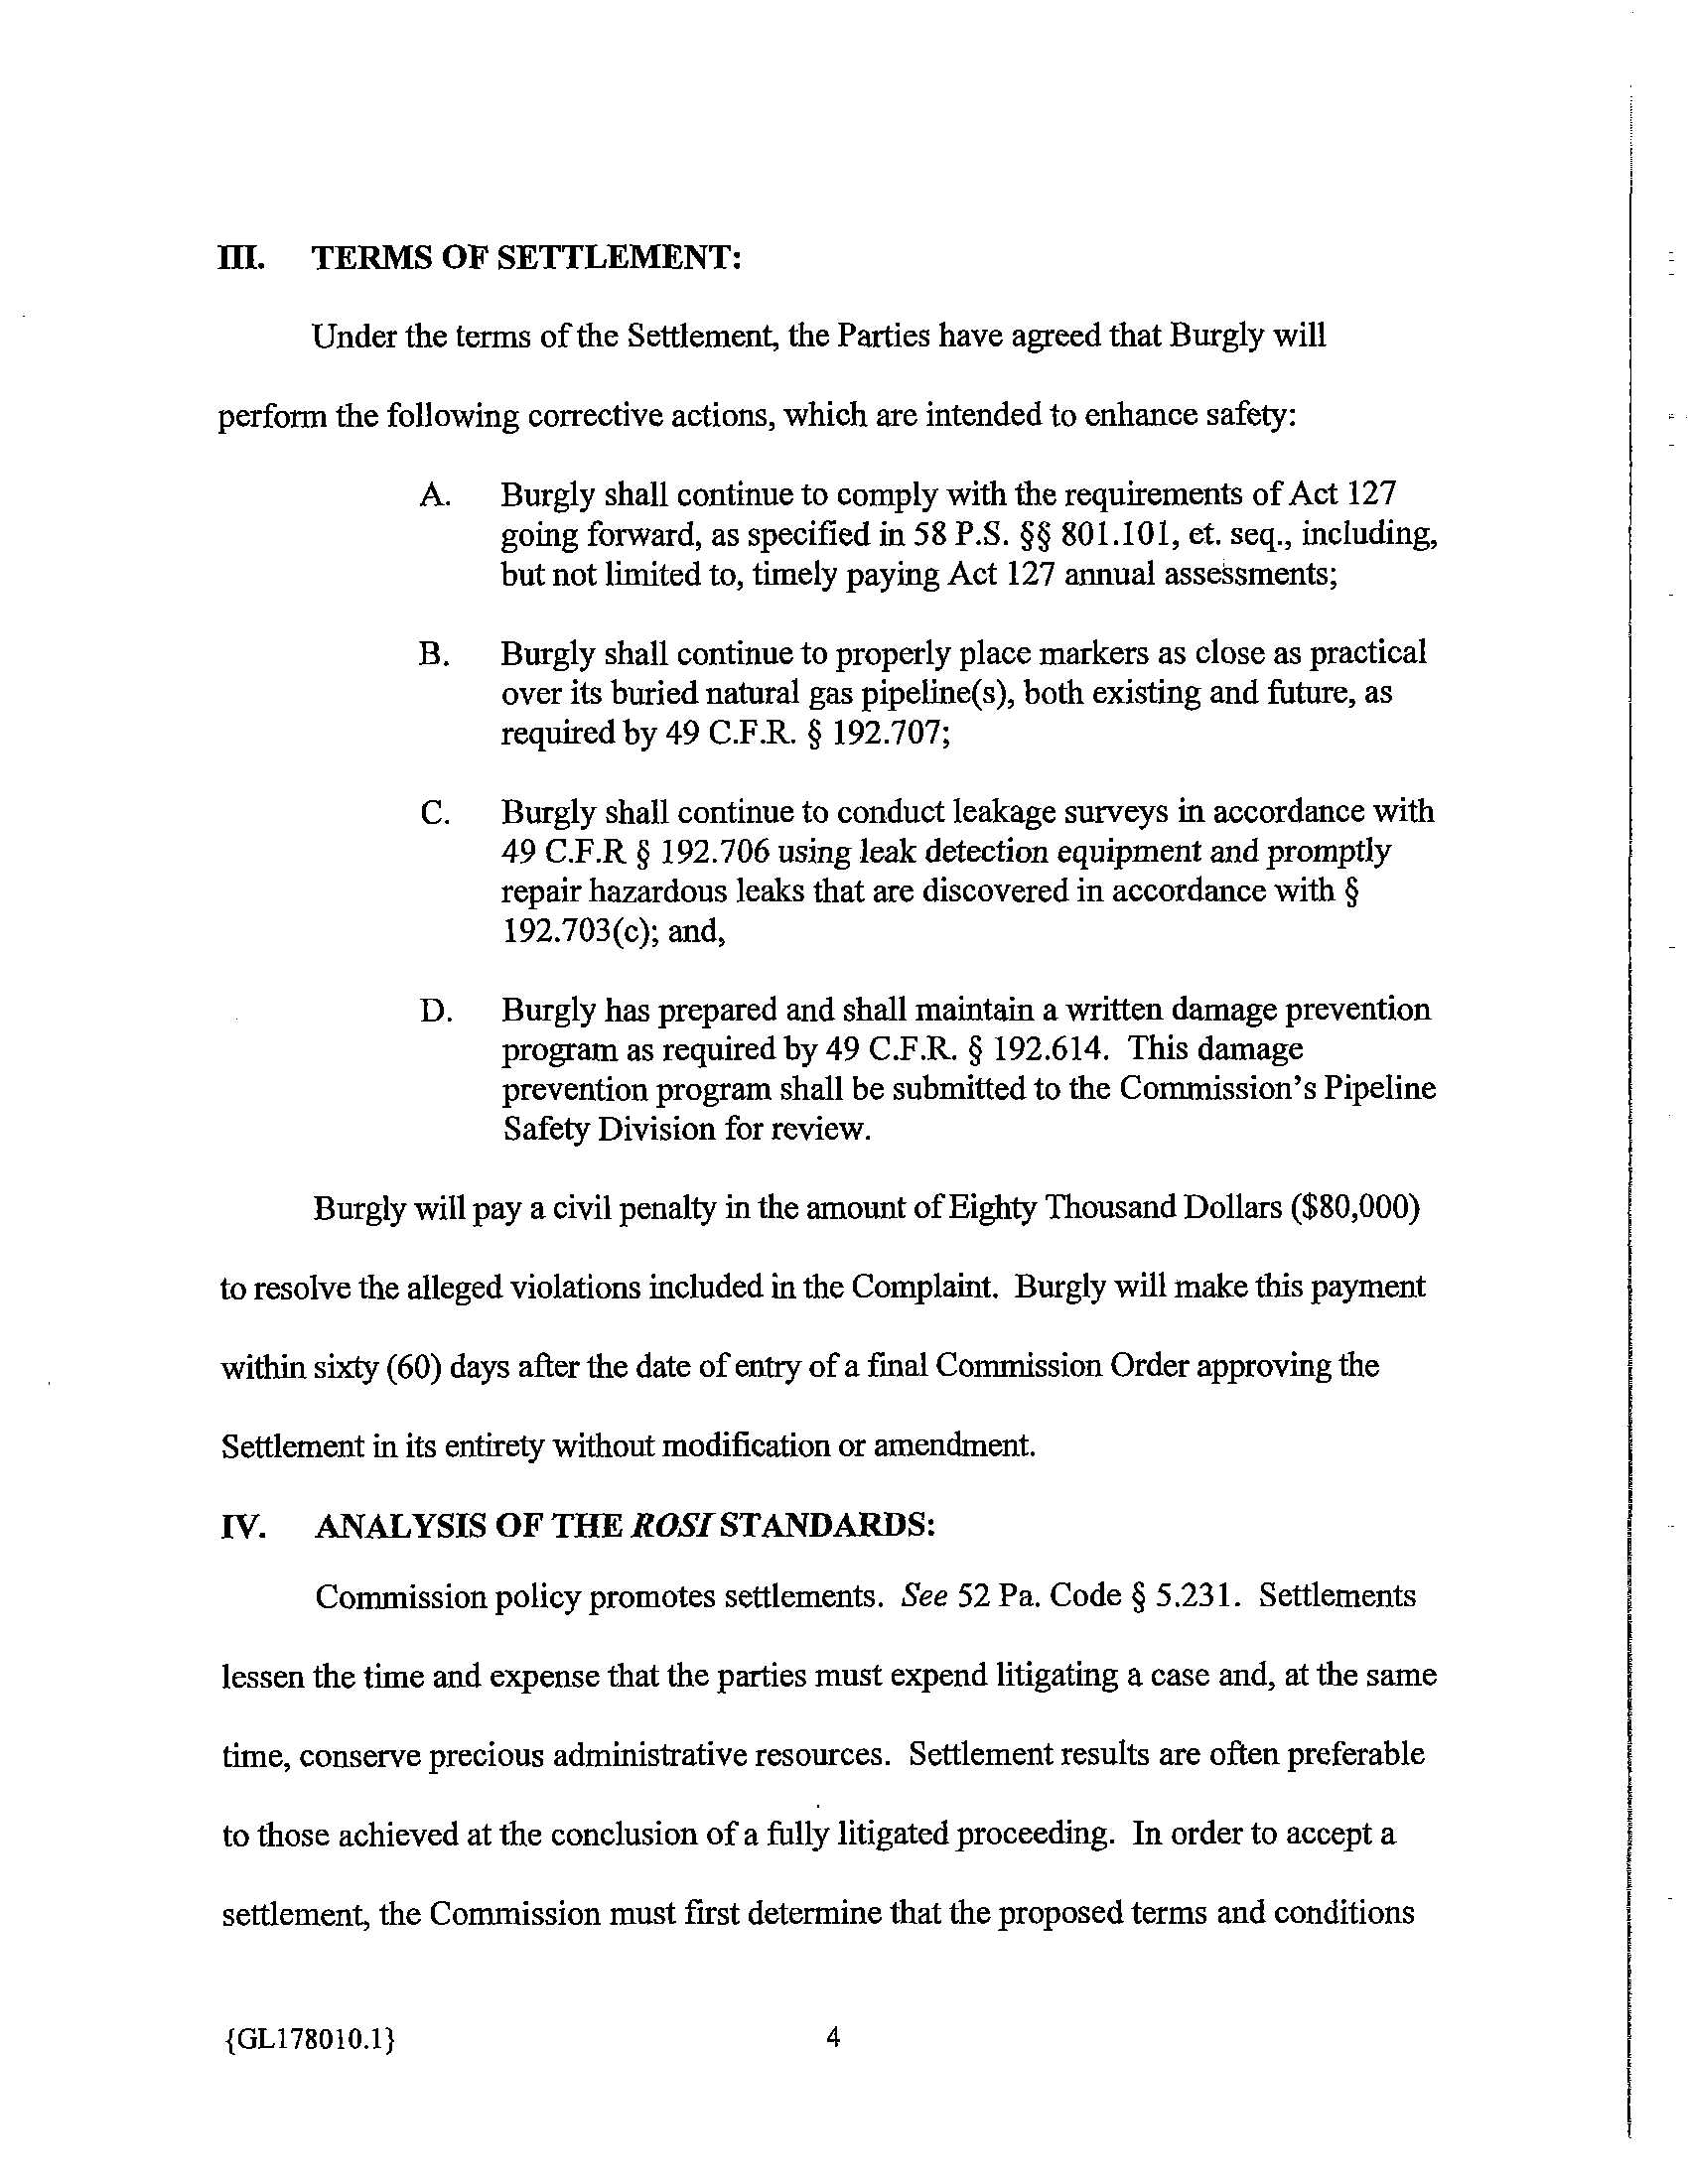 III. TERMS OF SETTLEMENT:
Under the terms of the Settlement, the Parties have agreed that Burgly will
perform the following corrective actions, which are intended to enhance safety:
A. Burgly shall continue to comply with the requirements of Act 127
going forward, as specified in 58 P.S. §§ 801.101, et. seq., including,
but not limited to, timely paying Act 127 annual assessments;
B. Burgly shall continue to properly place markers as close as practical
over its buried natural gas pipeline(s), both existing and future, as
required by 49 C.F.R. § 192.707;
C. Burgly shall continue to conduct leakage surveys in accordance with
49 C.F.R § 192.706 using leak detection equipment and promptly
repair hazardous leaks that are discovered in accordance with §
192.703(c); and,
D. Burgly has prepared and shall maintain a written damage prevention
program as required by 49 C.F.R. § 192.614. This damage
prevention program shall be submitted to the Commission's Pipeline
Safety Division for review.
Burgly will pay a civil penalty in the amount of Eighty Thousand Dollars ($80,000)
to resolve the alleged violations included in the Complaint. Burgly will make this payment
within sixty (60) days after the date of entry of a final Commission Order approving the
Settlement in its entirety without modification or amendment.
IV. ANALYSIS OF THE ROSI STANDARDS:
Commission policy promotes settlements. See 52 Pa. Code § 5.231. Settlements
lessen the time and expense that the parties must expend litigating a case and, at the same
time, conserve precious administrative resources. Settlement results are often preferable
to those achieved at the conclusion of a fully litigated proceeding. In order to accept a
settlement, the Commission must first determine that the proposed terms and conditions
{GL178010.1} 4